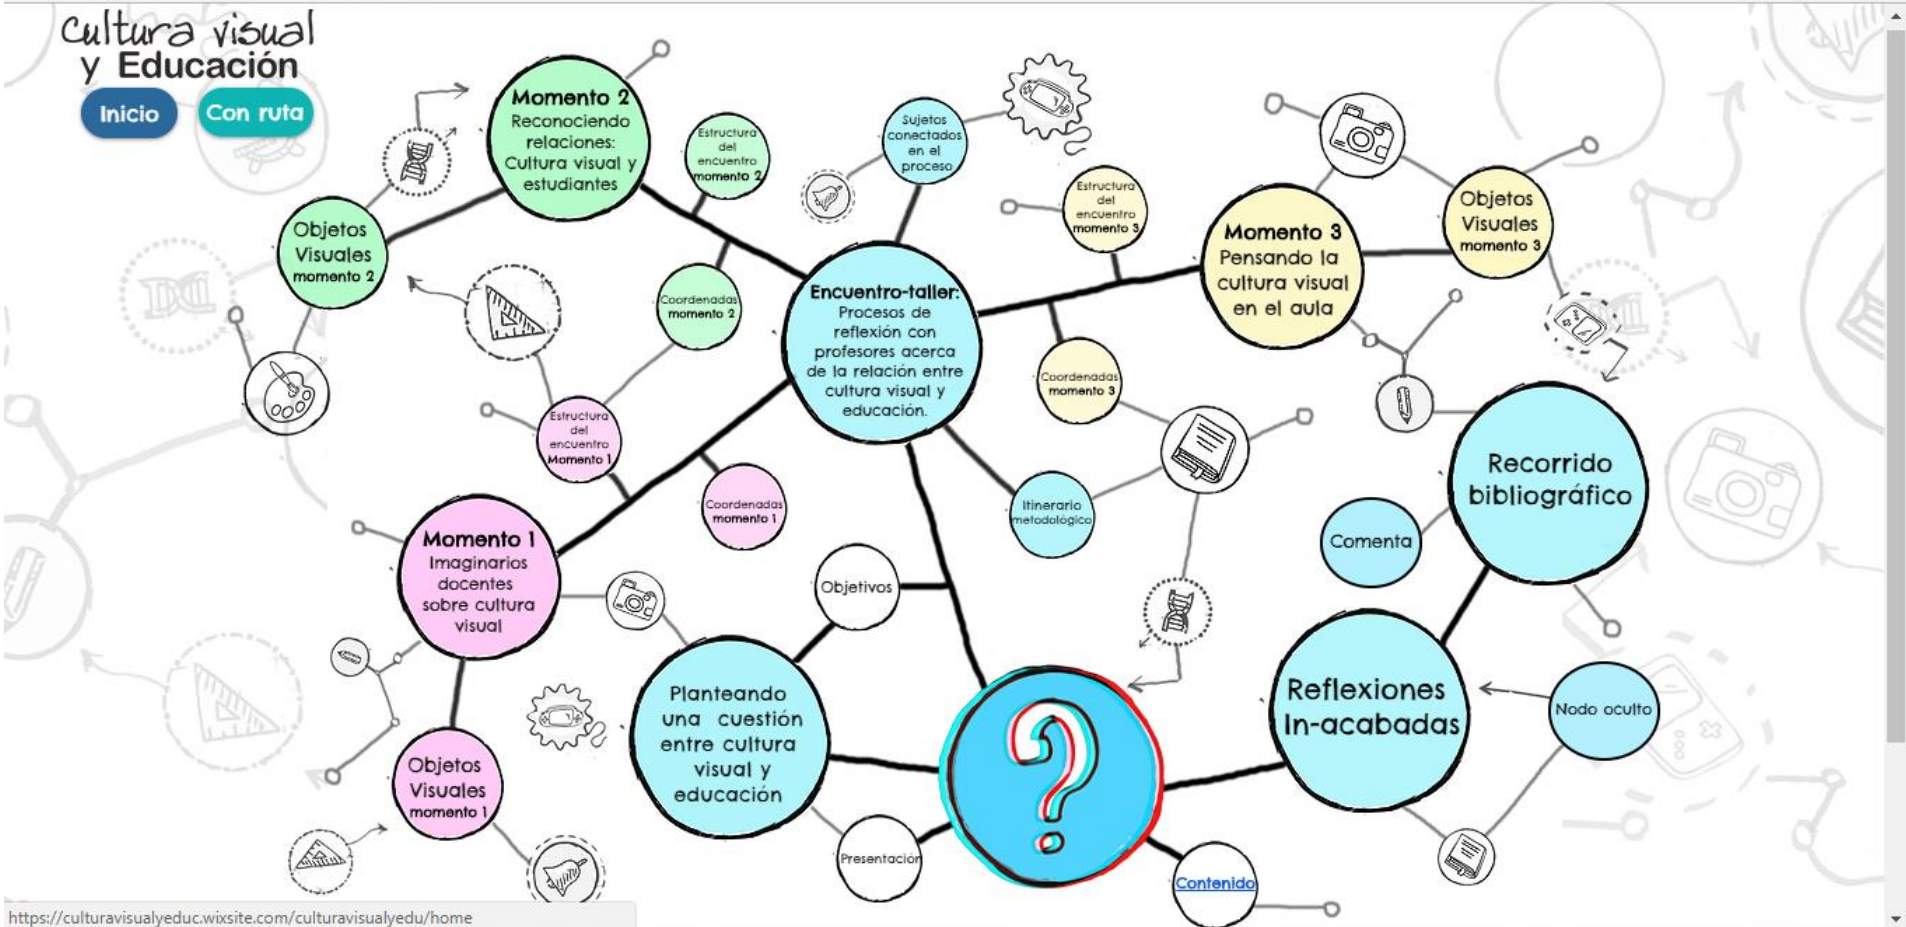 Cultura visual
y Educación
Inicio
Con ruta
Momento 2
Reconociendo
relaciones:
Cultura visual y
estudiantes
Estructura
del
encuentro
momento 2
Objetos
Visuales
momento 2
Coordenadas
momento 2
Sujetos
conectados
en el
proceso
Estructura
del
encuentro
momento 3
Momento 3
Pensando la
cultura visual
en el aula
Objetos
Visuales
momento 3
Encuentro-taller:
Procesos de
reflexión con
profesores acerca
de la relación entre
cultura visual y
educación.
Coordenadas
momento 3
Estructura
del
encuentro
Momento 1
Coordenadas
momento 1
Itinerario
metodológico
Recorrido
bibliográfico
Comenta
Momento 1
Imaginarios
docentes
sobre cultura
visual
Objetivos
Planteando
una cuestión
entre cultura
visual y
educación
?
Reflexiones
In-acabadas
Nodo oculto
Objetos
Visuales
momento 1
Presentación
Contenido
https://culturavisualyeduc.wixsite.com/culturavisualyedu/home